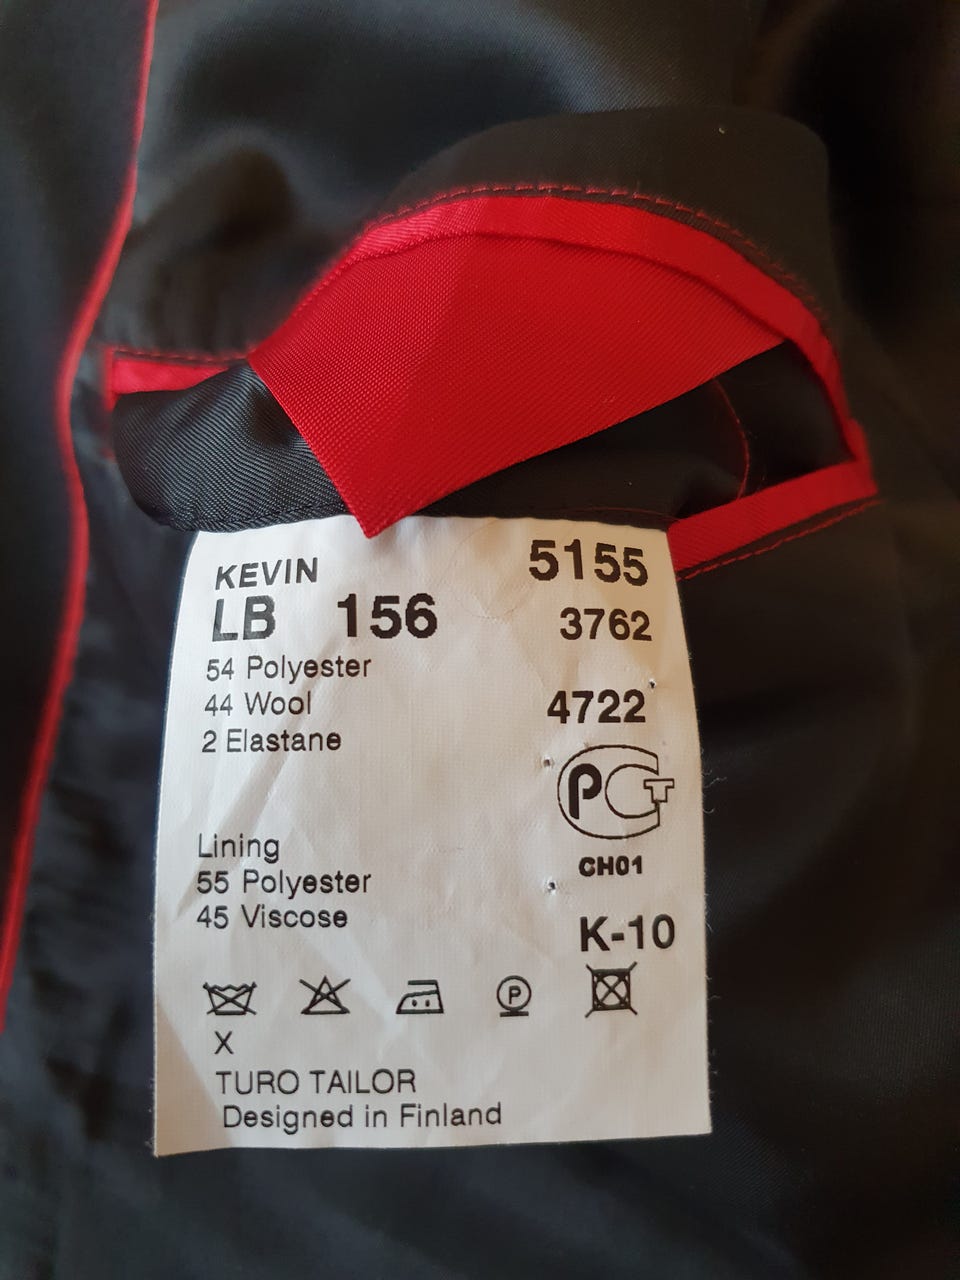 KEVIN 5155
LB 156 3762
54 Polyester
44 Wool 4722
2 Elastane
РСТ
CH01
Lining
55 Polyester
45 Viscose K-10
P
X
TURO TAILOR
Designed in Finland